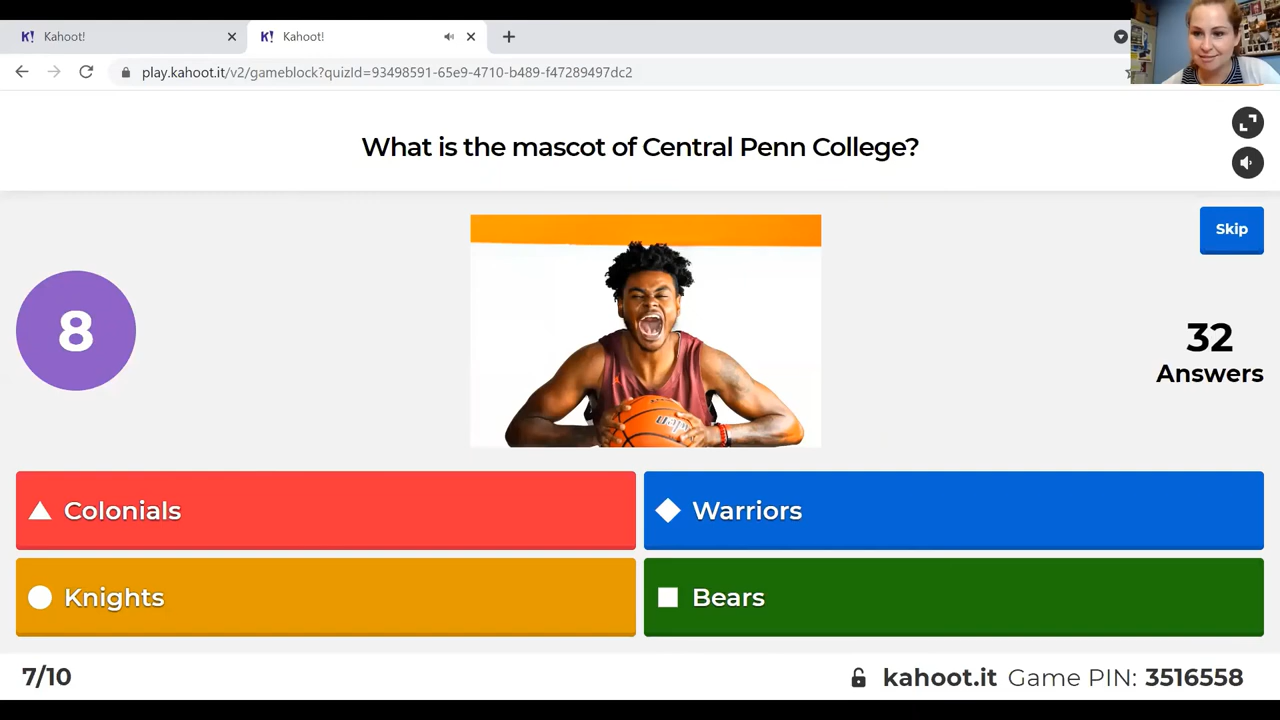 Kahoot!
Kahoot!
play.kahoot.it/v2/gameblock?quizId=93498591-65e9-4710-b489-f47289497dc2
What is the mascot of Central Penn College?
Skip
8
32
Answers
Colonials
Warriors
Knights
Bears
7/10
kahoot.it Game PIN: 3516558